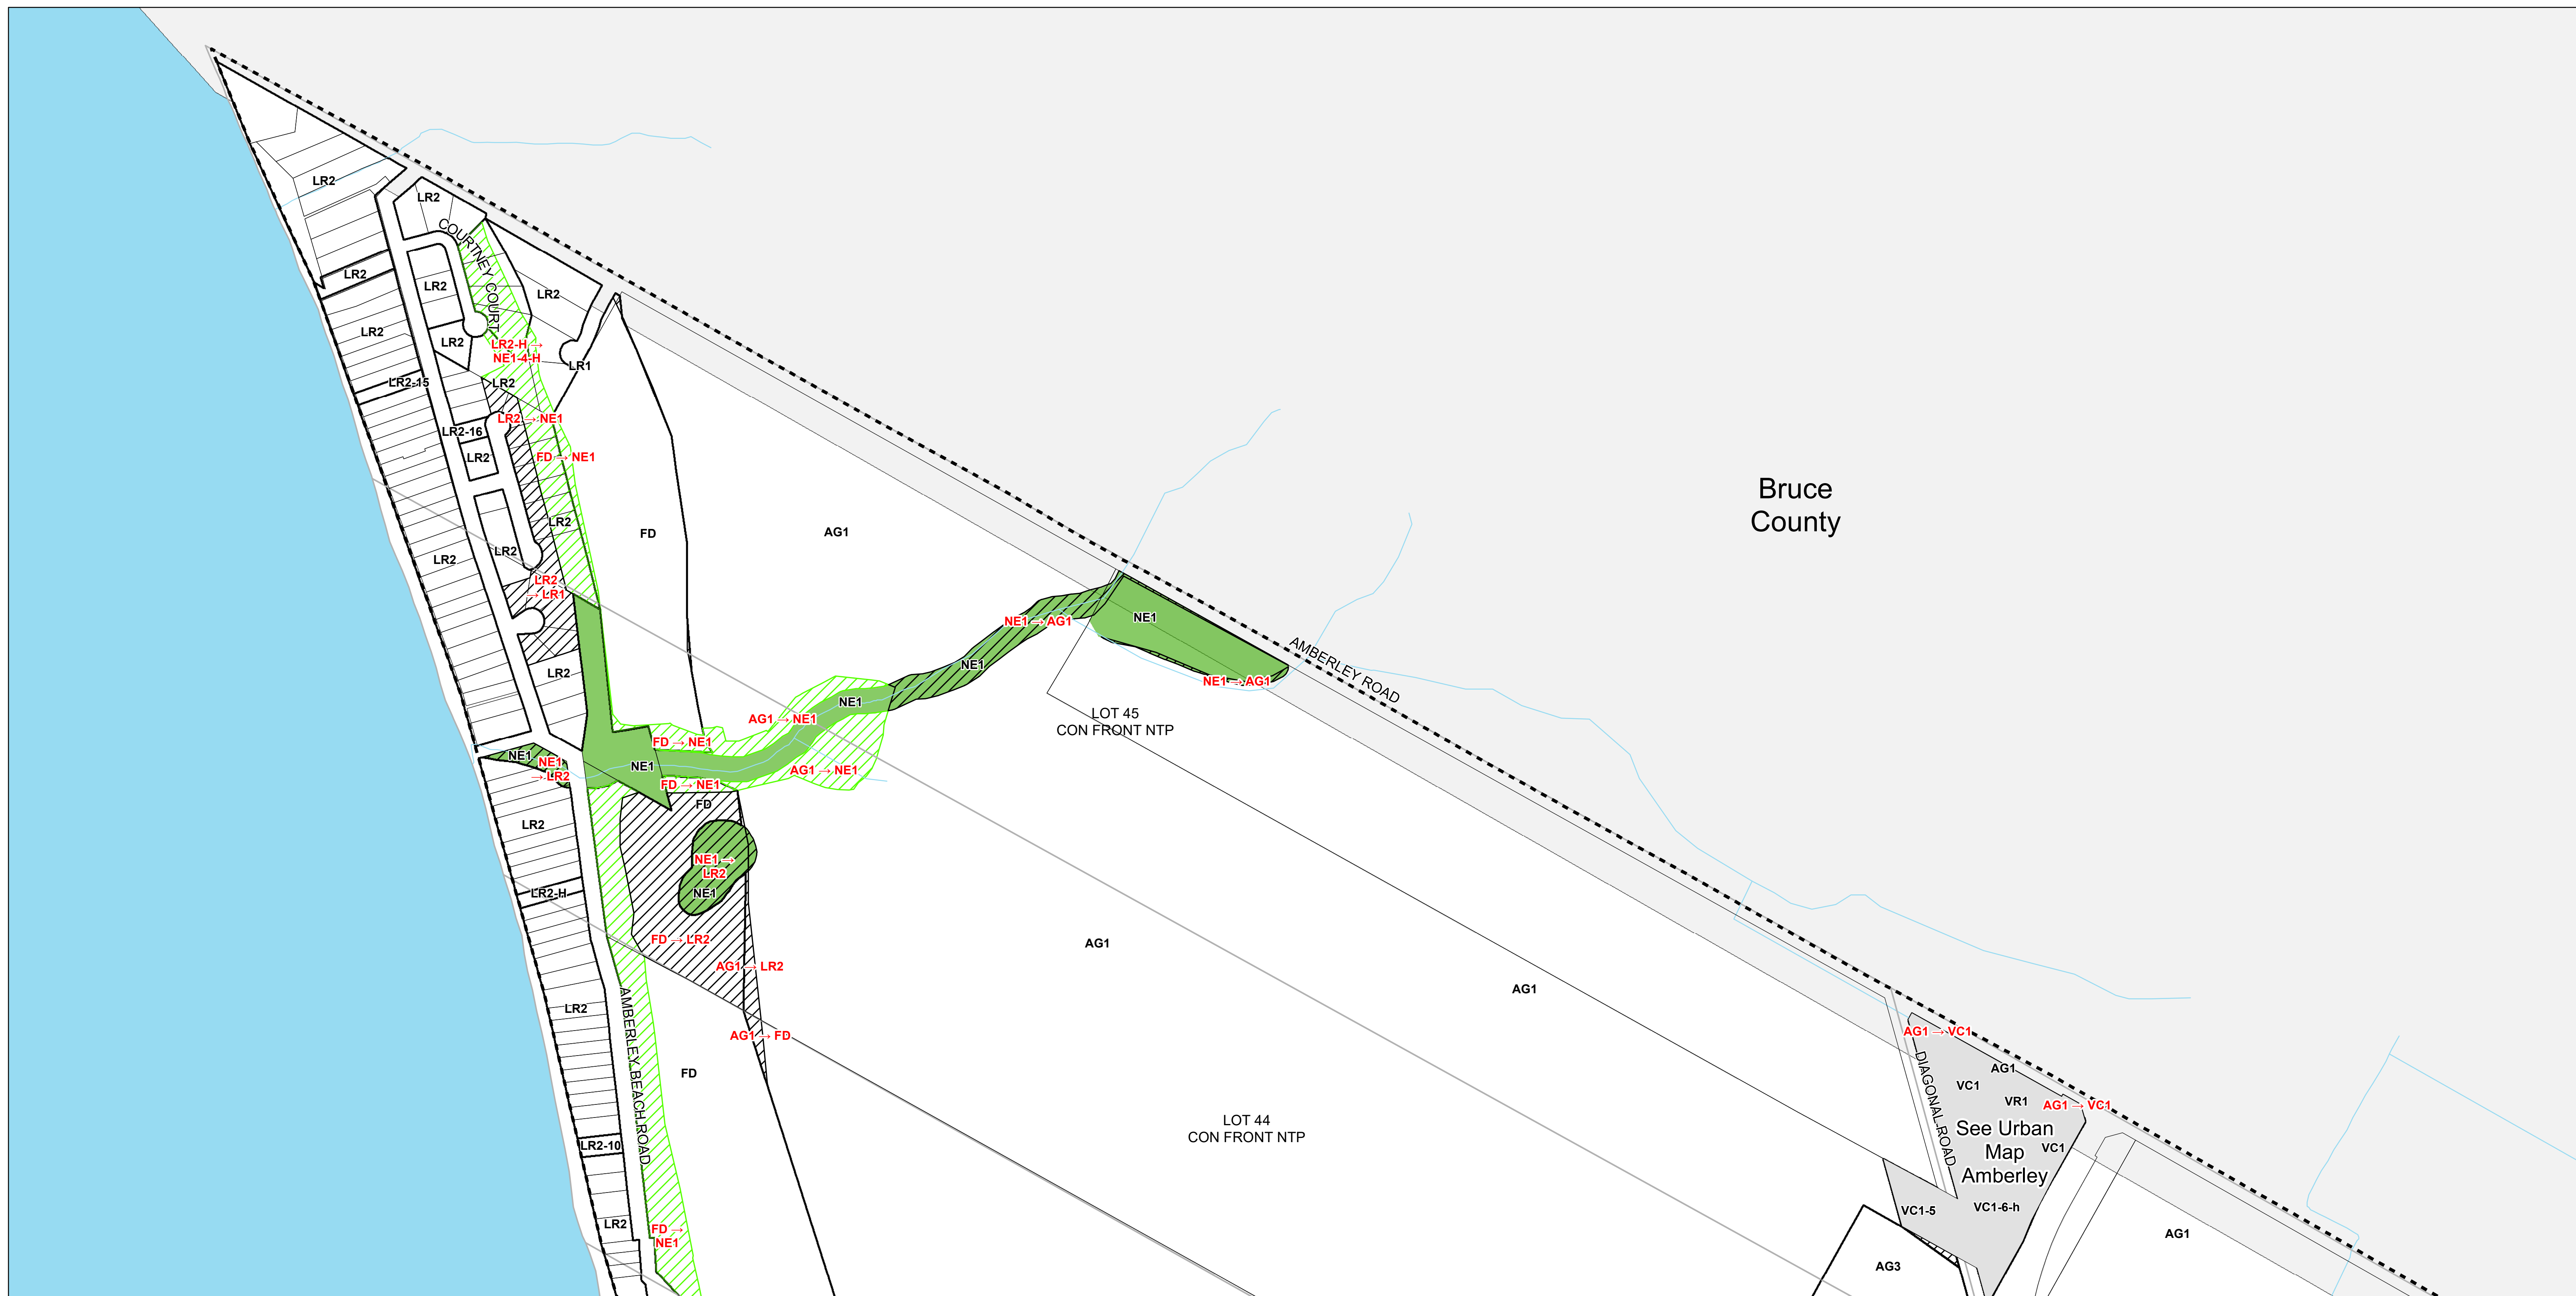 LR2
LR2
COURTNEY COURT
LR2
LR2
LR2
LR2
LR2
LR2-H →
NE1-4-H
LR1
LR2-15
LR2
LR2 → NE1
LR2-16
LR2
FD → NE1
Bruce
County
LR2
FD
AG1
LR2
LR2
LR2
→ LR1
NE1 → AG1
NE1
AMBERLEY ROAD
NE1
LR2
NE1 → AG1
NE1
AG1 → NE1
LOT 45
CON FRONT NTP
FD → NE1
NE1
NE1
→ LR2
NE1
AG1 → NE1
FD → NE1
FD
LR2
NE1 →
LR2
NE1
LR2-H
FD → LR2
AG1
AG1 → LR2
AG1
LR2
AMBERLEY BEACH ROAD
AG1 → FD
AG1 → VC1
DIAGONAL ROAD
FD
AG1
VC1
VR1
AG1 → VC1
LOT 44
CON FRONT NTP
See Urban
Map
Amberley
VC1
LR2-10
VC1-5
VC1-6-h
LR2
FD →
NE1
AG1
AG3